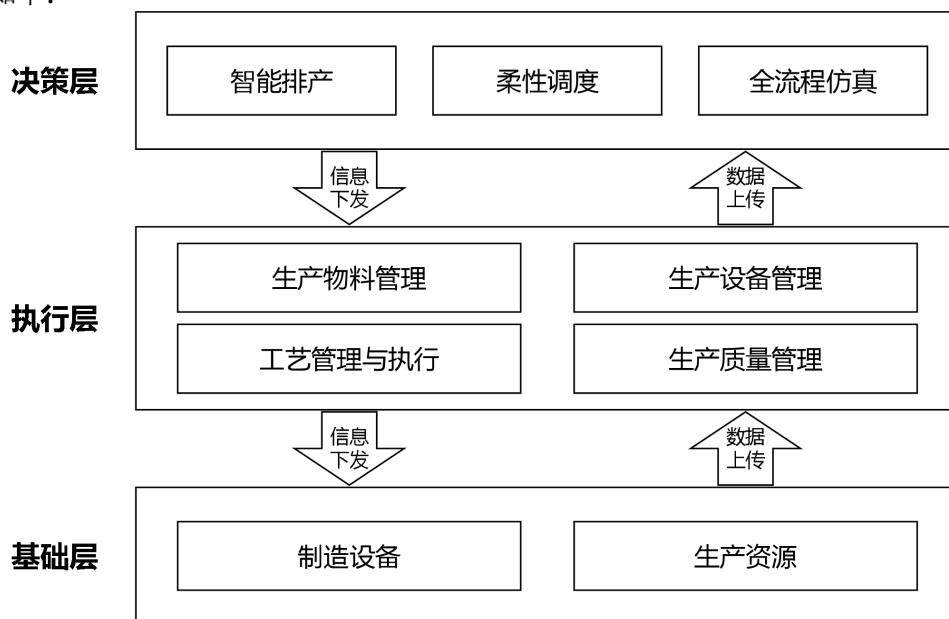 决策层
智能排产
柔性调度
全流程仿真
信息
下发
数据
上传
执行层
生产物料管理
生产设备管理
工艺管理与执行
生产质量管理
信息
下发
数据
上传
基础层
制造设备
生产资源